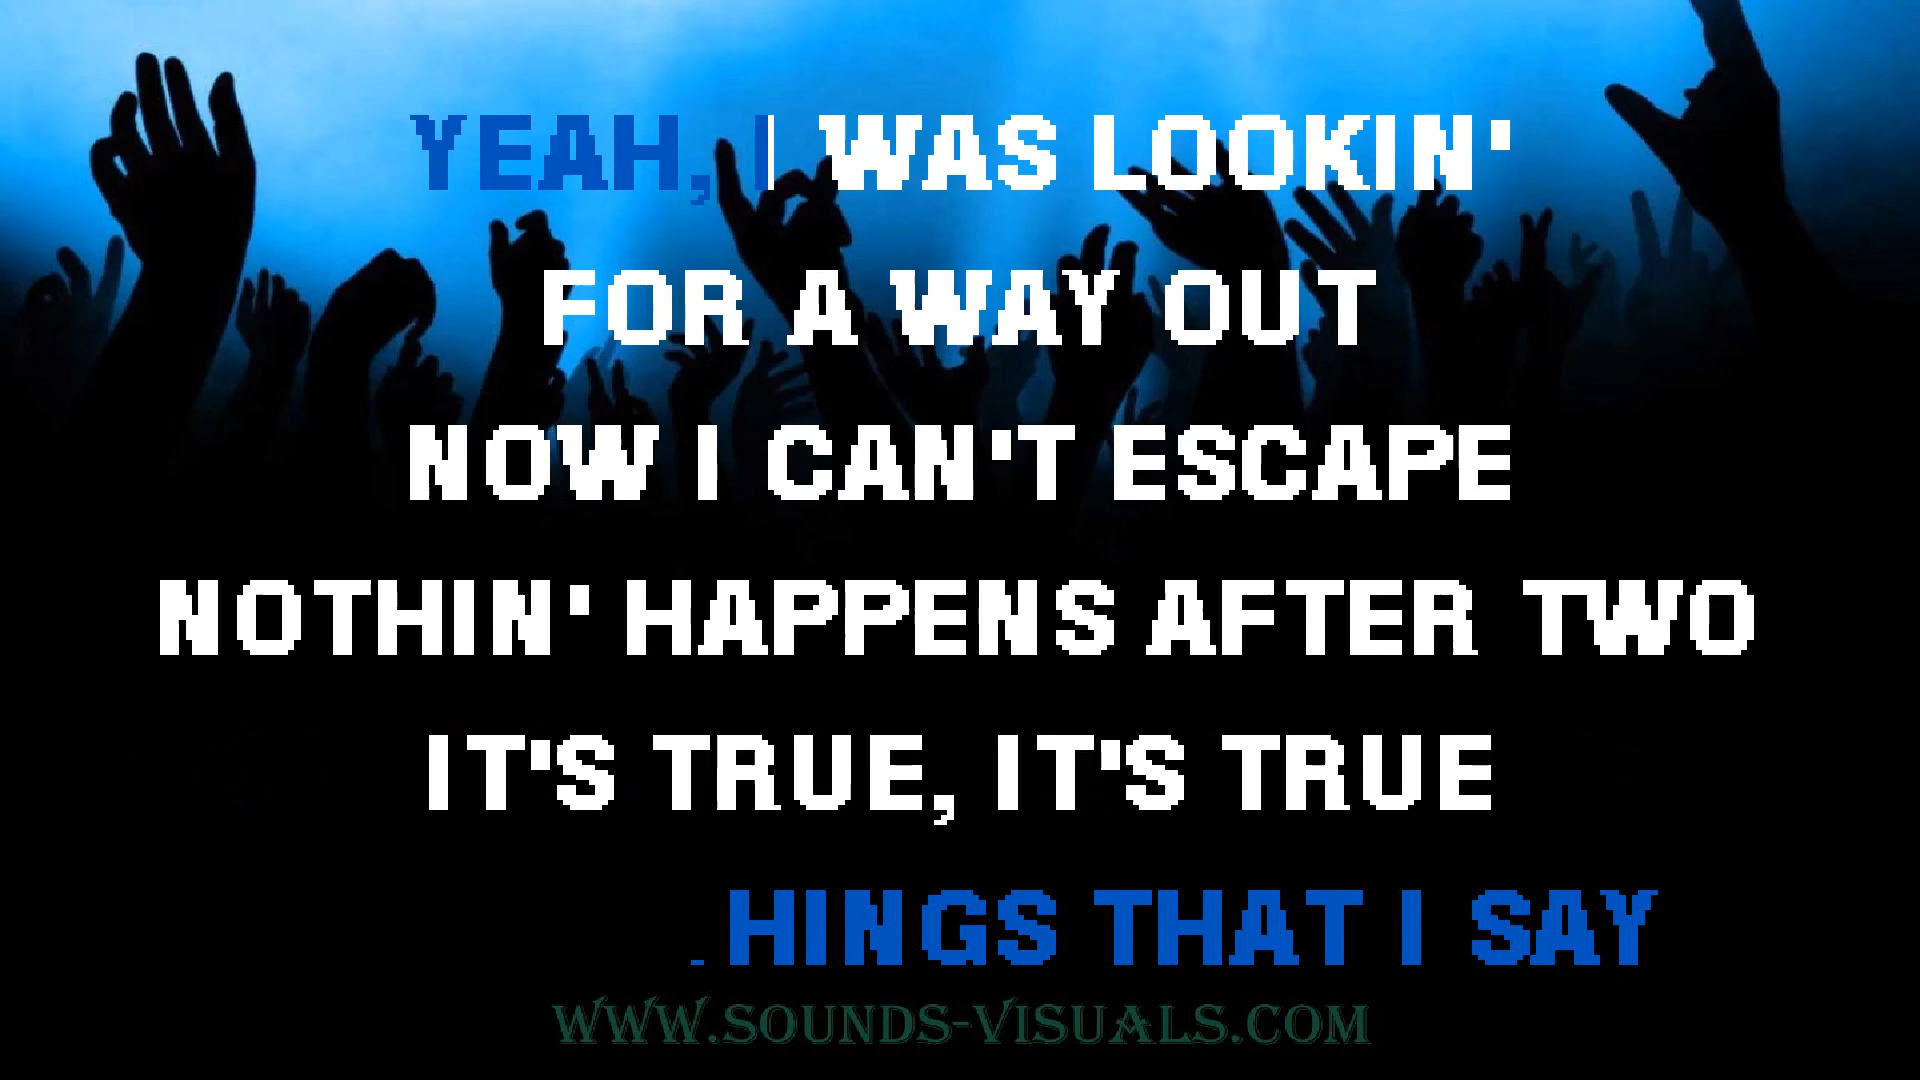 YEAH, I WAS LOOKIN'
FOR A WAY OUT
NOW I CAN'T ESCAPE
NOTHIN' HAPPENS AFTER TWO
IT'S TRUE, IT'S TRUE
HINGS THAT I SAY
WWW.SOUNDS-VISUALS.COM